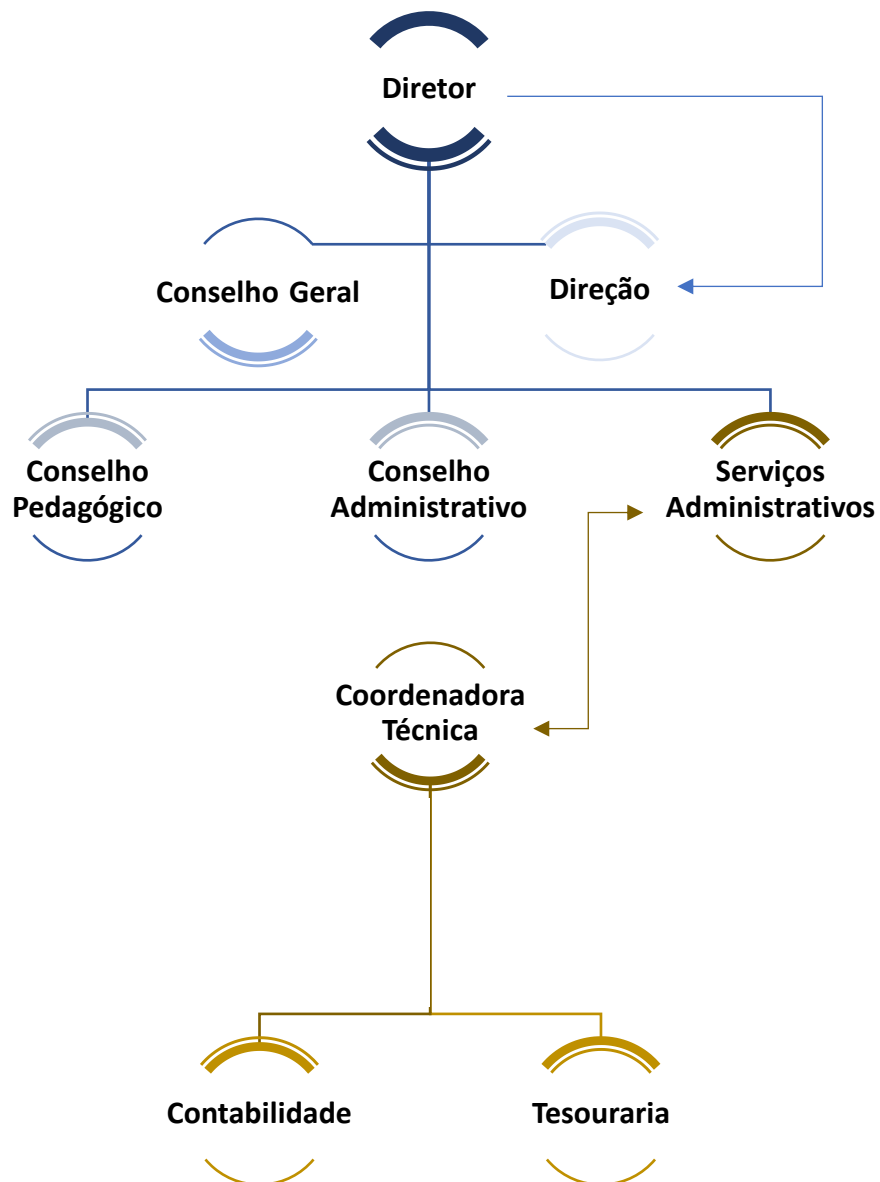 Diretor
Conselho Geral
Direção
Conselho
Pedagógico
Conselho
Administrativo
Serviços
Administrativos
Coordenadora
Técnica
Contabilidade
Tesouraria